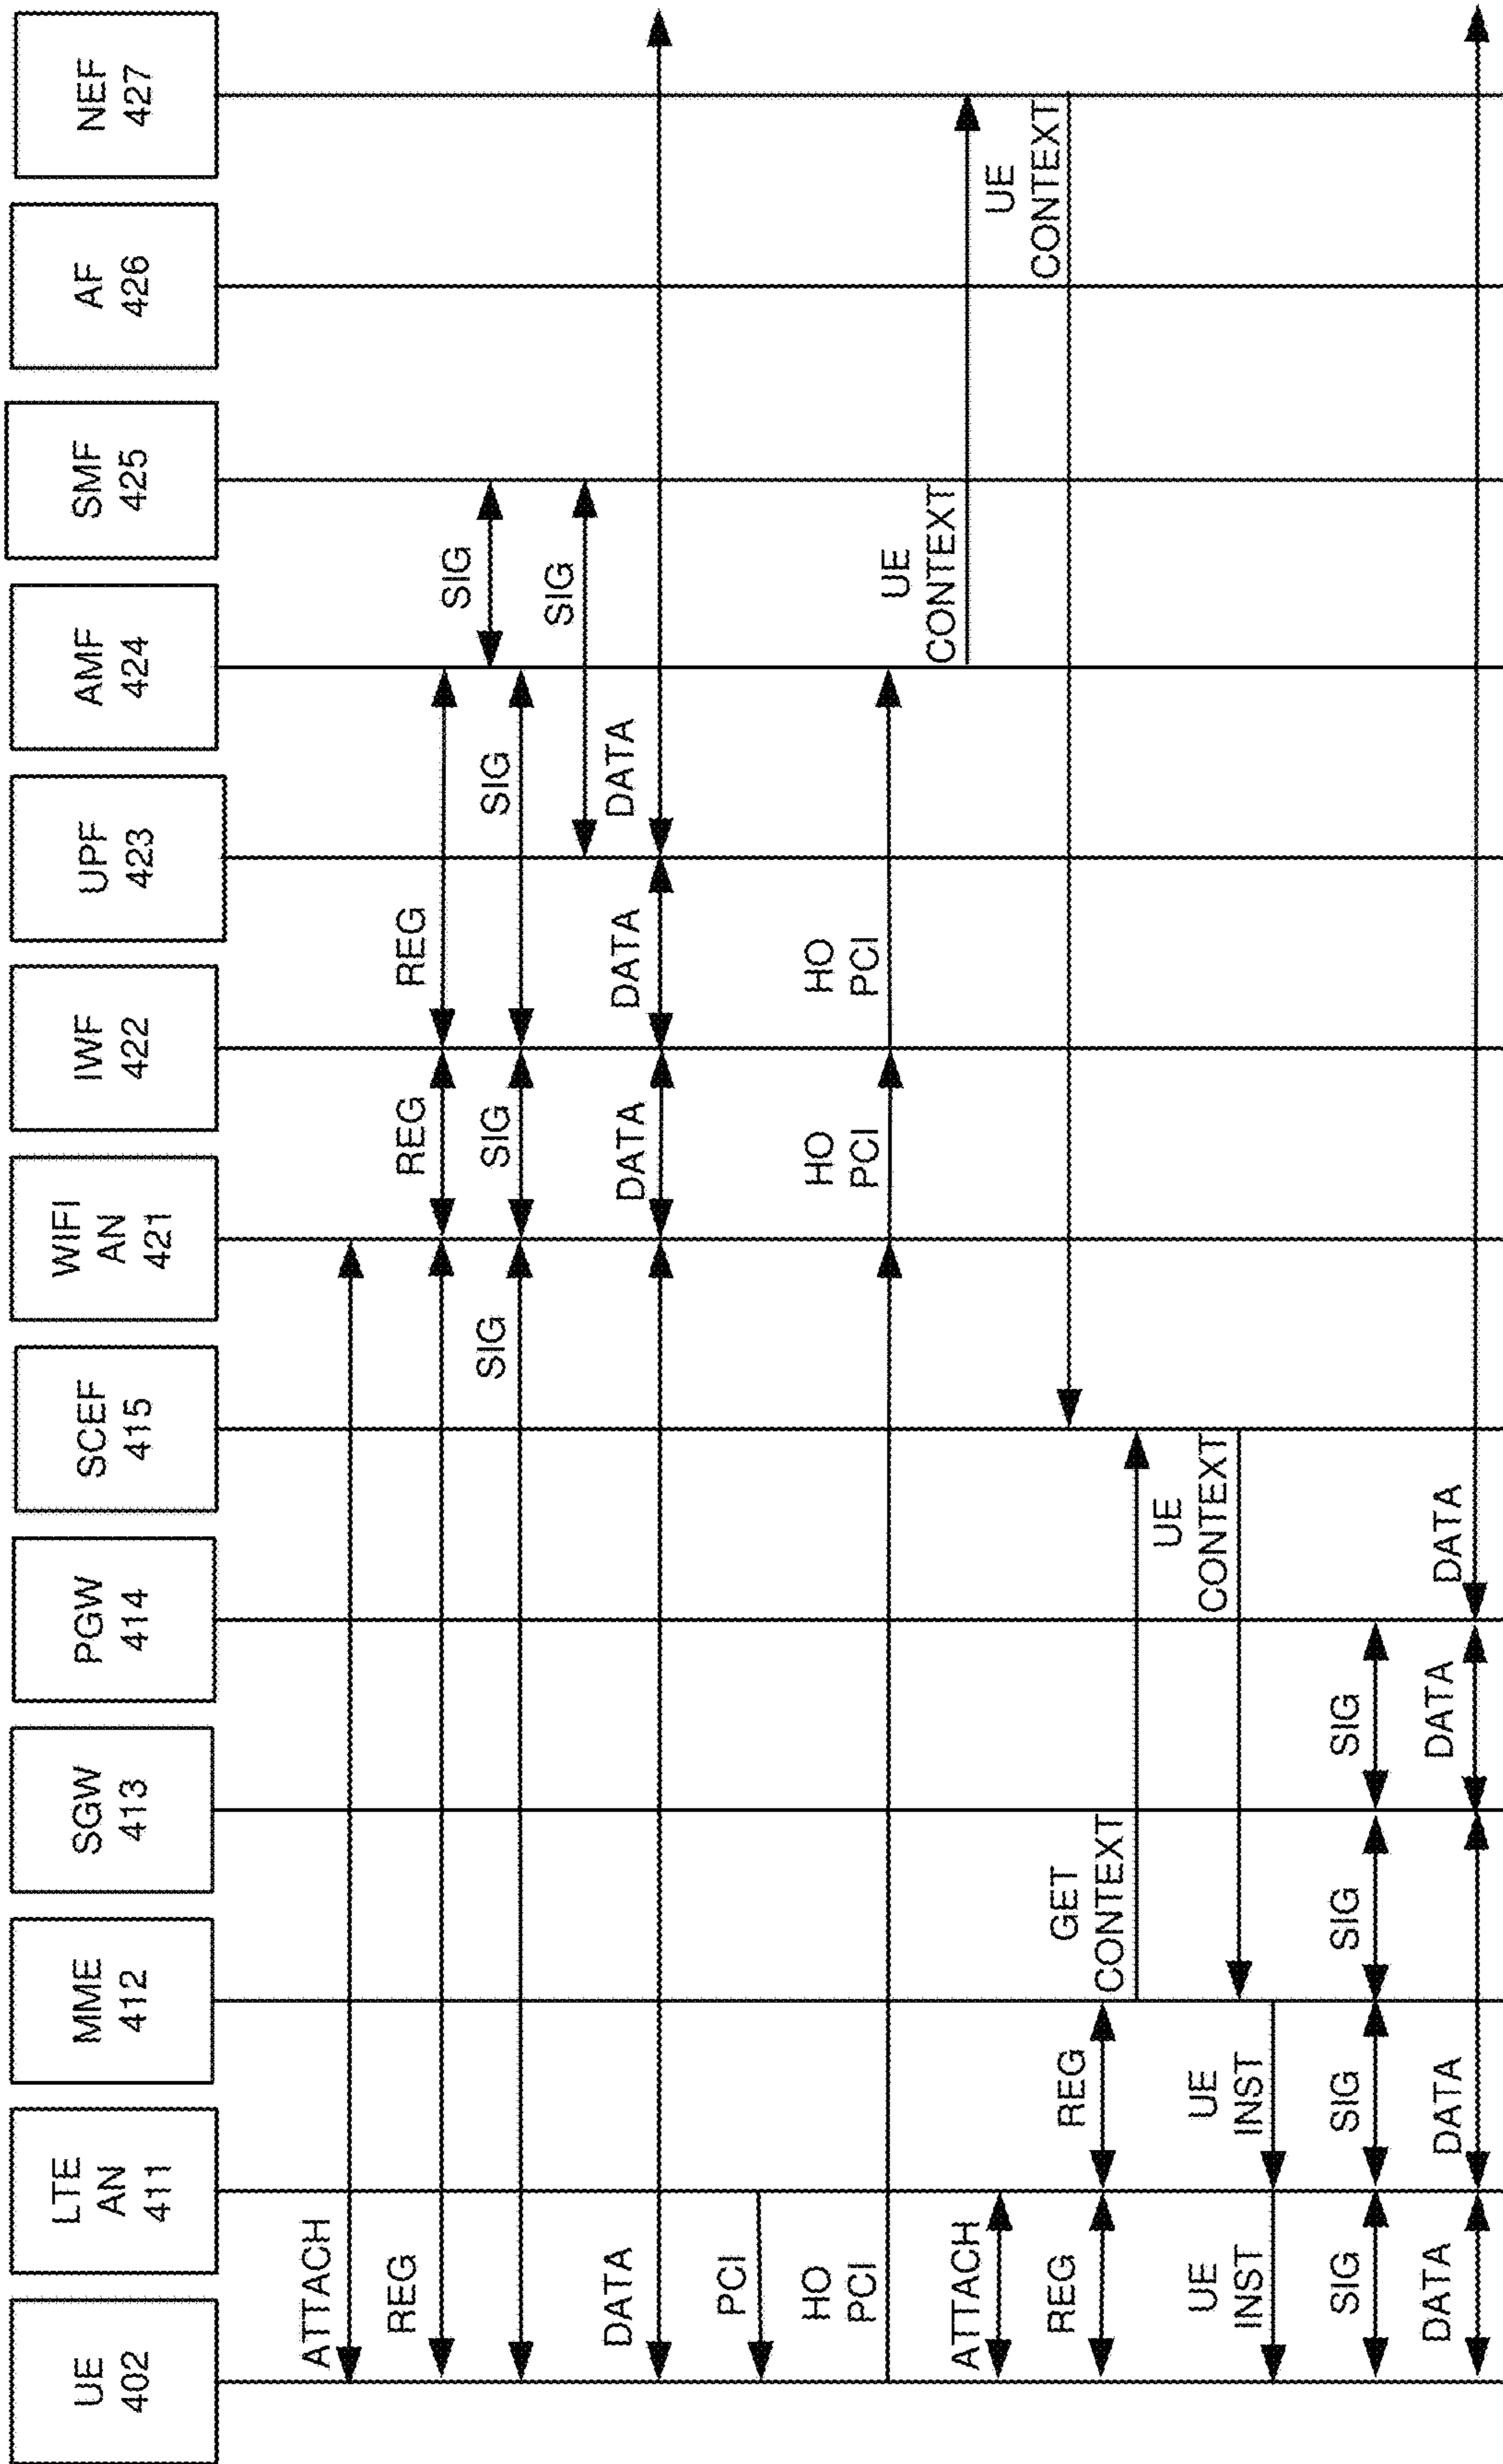 UE
402
LTE
AN
411
MME
412
SGW
413
PGW
414
SCEF
415
WIFI
AN
421
IWF
422
UPF
423
AMF
424
SMF
425
AF
426
NEF
427
ATTACH
REG
REG
REG
SIG
SIG
SIG
SIG
SIG
DATA
DATA
DATA
DATA
PCI
HO
PCI
HO
PCI
HO
PCI
UE
CONTEXT
ATTACH
UE
CONTEXT
REG
REG
GET
CONTEXT
UE
CONTEXT
UE
INST
UE
INST
SIG
SIG
SIG
SIG
DATA
DATA
DATA
DATA